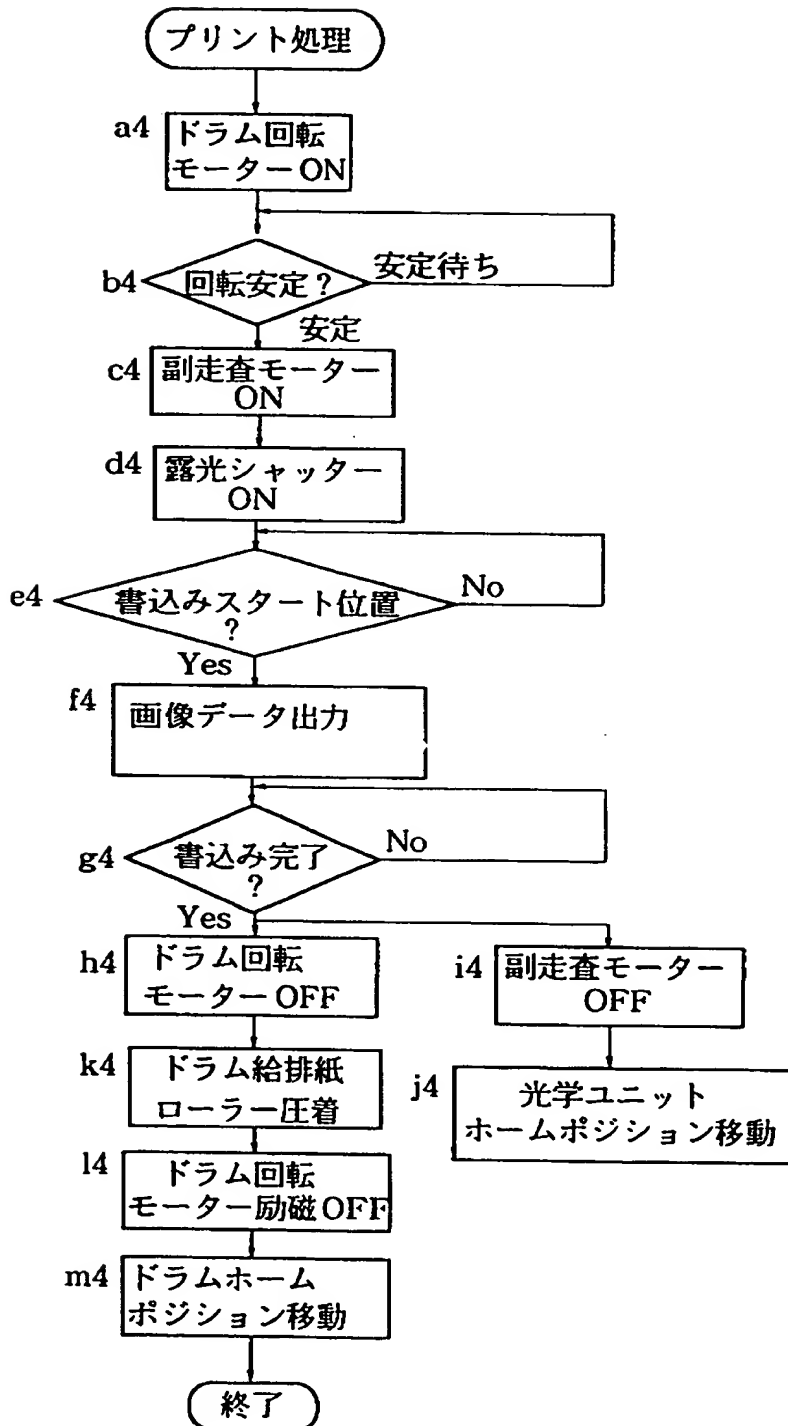 プリント処理
a4
ドラム回転
モーターON
b4
回転安定?
安定待ち
安定
c4
副走査モーター
ON
d4
露光シャッター
ON
e4
書込みスタート位置
?
No
Yes
f4
画像データ出力
g4
書込み完了
?
No
Yes
h4
ドラム回転
モーターOFF
i4
副走査モーター
OFF
k4
ドラム給排紙
ローラー圧着
j4
光学ユニット
ホームポジション移動
l4
ドラム回転
モーター励磁OFF
m4
ドラムホーム
ポジション移動
終了